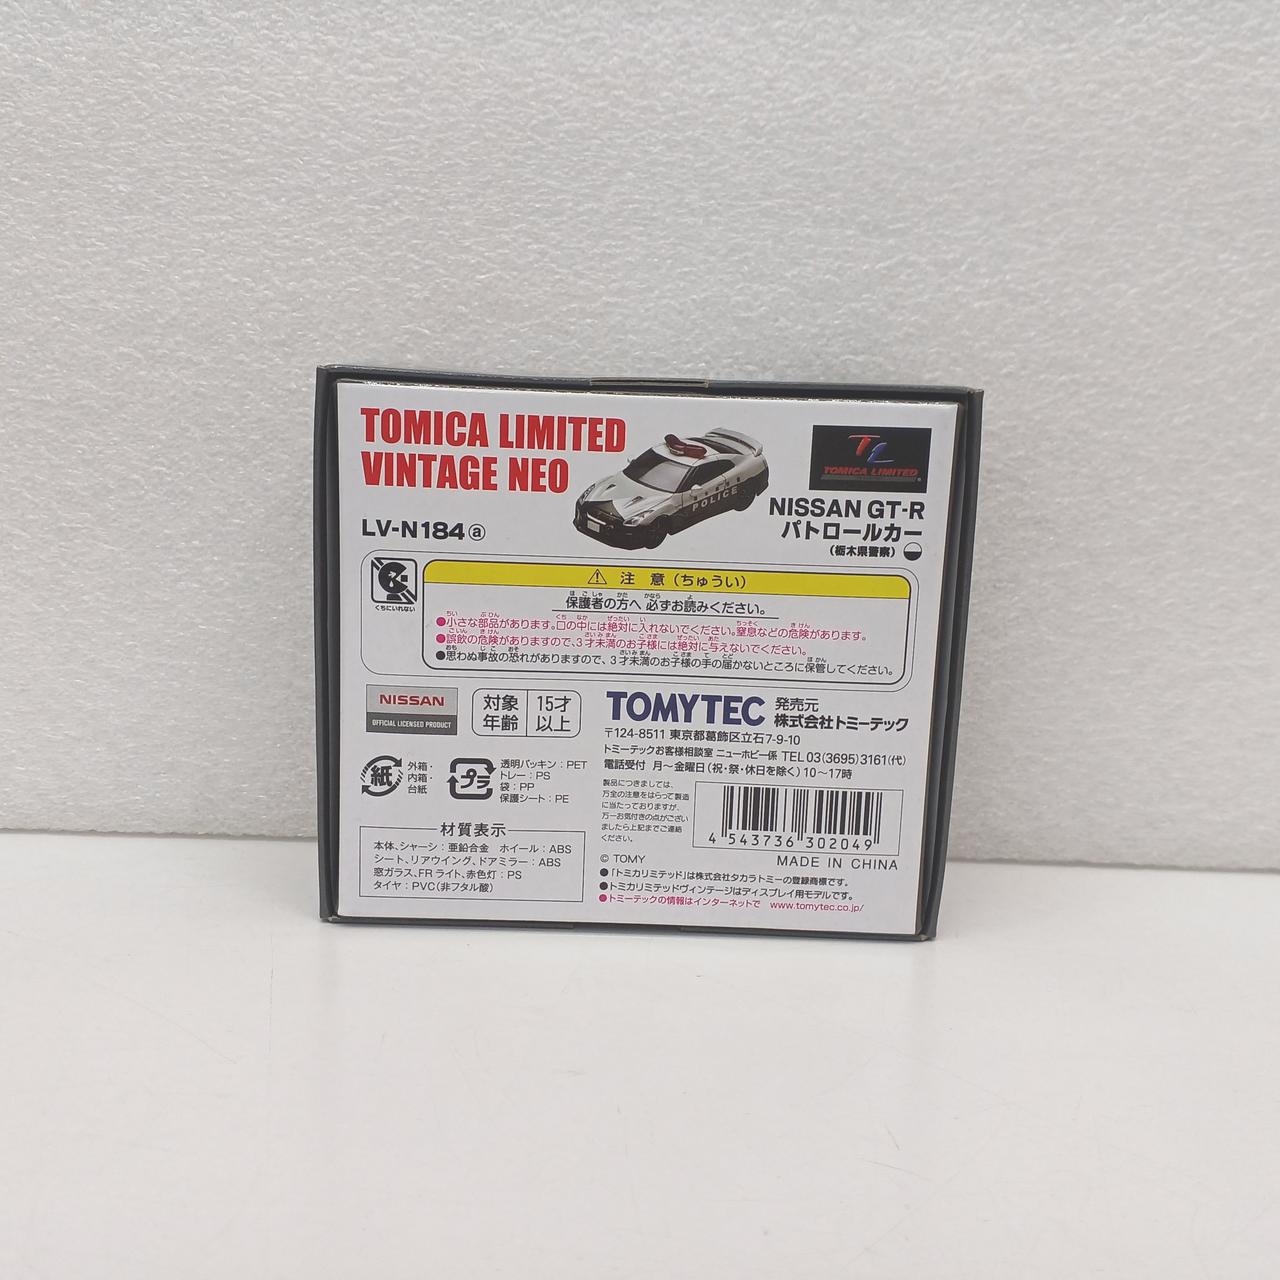 TOMICA LIMITED
VINTAGE NEO
LV-N184 ⓐ
POLICE
TL
TOMICA LIMITED
NISSAN GT-R
パトロールカー
(栃木県警察)
くちにいれない
⚠ 注 意(ちゅうい)
保護者の方へ 必ずお読みください。
●小さな部品があります。口の中には絶対に入れないでください。窒息などの危険があります。
●誤飲の危険がありますので、3才未満のお子様には絶対に与えないでください。
●思わぬ事故の恐れがありますので、3才未満のお子様の手の届かないところに保管してください。
NISSAN
OFFICIAL LICENSED PRODUCT
対象年齢
15才以上
TOMYTEC
発売元
株式会社トミーテック
〒124-8511 東京都葛飾区立石7-9-10
トミーテックお客様相談室 ニューホビー係 TEL 03(3695)3161(代)
電話受付 月〜金曜日(祝・祭・休日を除く)10〜17時
紙
外箱・
内箱・
台紙
プラ
透明パッキン:PET
トレー:PS
袋:PP
保護シート:PE
材質表示
本体、シャーシ:亜鉛合金 ホイール:ABS
シート、リアウイング、ドアミラー:ABS
窓ガラス、FRライト、赤色灯:PS
タイヤ:PVC(非フタル酸)
製品につきましては、
万全の注意をはらって製造
に当たっておりますが、
万一お気付きの点がござい
ましたら上記までご連絡
ください。
4 543736 302049
© TOMY
MADE IN CHINA
●「トミカリミテッド」は株式会社タカラトミーの登録商標です。
●トミカリミテッドヴィンテージはディスプレイ用モデルです。
●トミーテックの情報はインターネットで www.tomytec.co.jp/